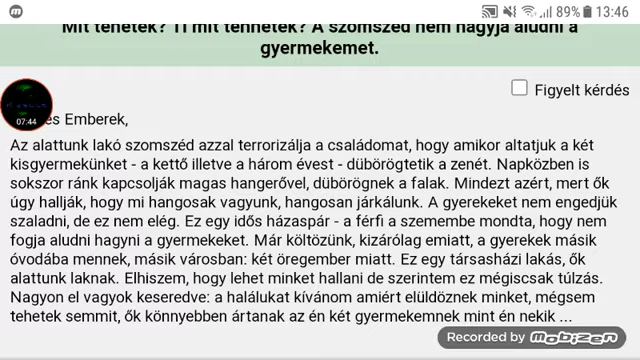 89% 13:46
Mit tehetek? Ti mit tennétek? A szomszéd nem hagyja aludni a
gyermekemet.
Figyelt kérdés
07:44
es Emberek,
Az alattunk lakó szomszéd azzal terrorizálja a családomat, hogy amikor altatjuk a két
kisgyermekünket - a kettő illetve a három évest - dübörögtetik a zenét. Napközben is
sokszor ránk kapcsolják magas hangerővel, dübörögnek a falak. Mindezt azért, mert ők
úgy hallják, hogy mi hangosak vagyunk, hangosan járkálunk. A gyerekeket nem engedjük
szaladni, de ez nem elég. Ez egy idős házaspár - a férfi a szemembe mondta, hogy nem
fogja aludni hagyni a gyermekeket. Már költözünk, kizárólag emiatt, a gyerekek másik
óvodába mennek, másik városban: két öregember miatt. Ez egy társasházi lakás, ők
alattunk laknak. Elhiszem, hogy lehet minket hallani de szerintem ez mégiscsak túlzás.
Nagyon el vagyok keseredve: a halálukat kívánom amiért elüldöznek minket, mégsem
tehetek semmit, ők könnyebben ártanak az én két gyermekemnek mint én nekik ...
Recorded by MOBIZEN